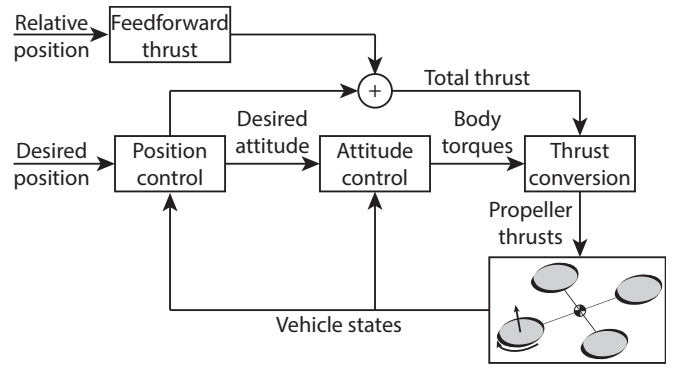 Relative
position
Feedforward
thrust
+
Total thrust
Desired
position
Position
control
Desired
attitude
Attitude
control
Body
torques
Thrust
conversion
Propeller
thrusts
Vehicle states